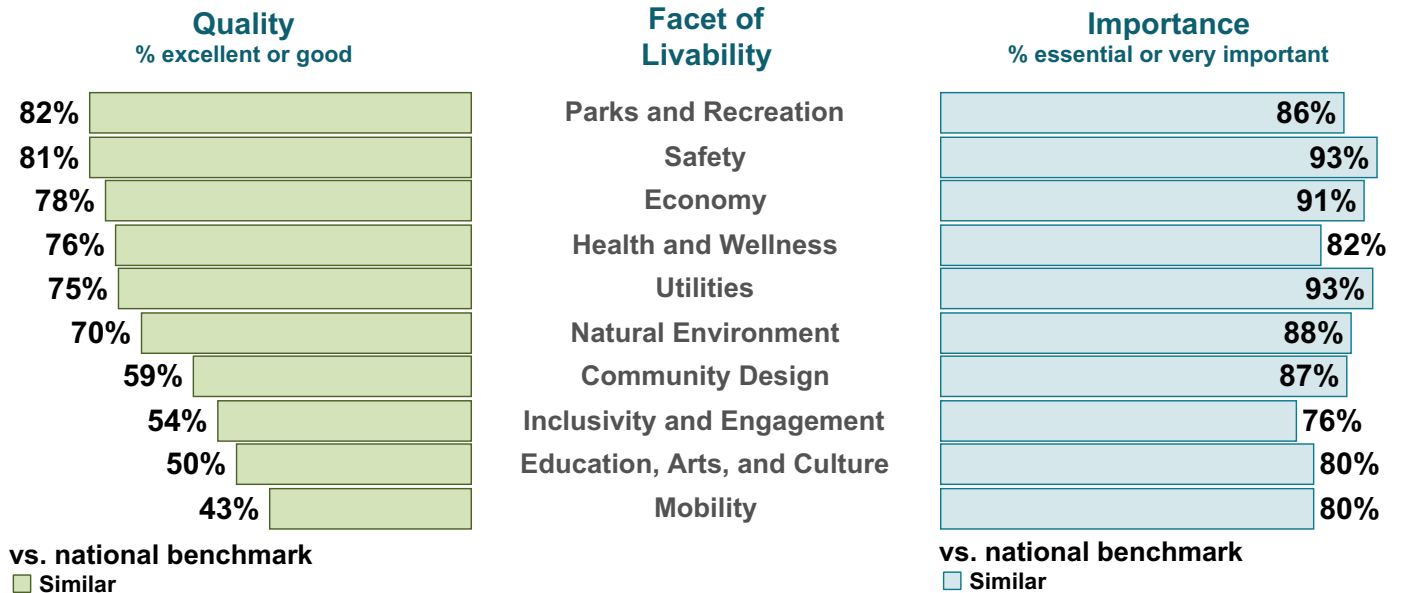 Quality
% excellent or good
Facet of
Livability
Importance
% essential or very important
82% Parks and Recreation 86%
81% Safety 93%
78% Economy 91%
76% Health and Wellness 82%
75% Utilities 93%
70% Natural Environment 88%
59% Community Design 87%
54% Inclusivity and Engagement 76%
50% Education, Arts, and Culture 80%
43% Mobility 80%
vs. national benchmark
Similar
vs. national benchmark
Similar